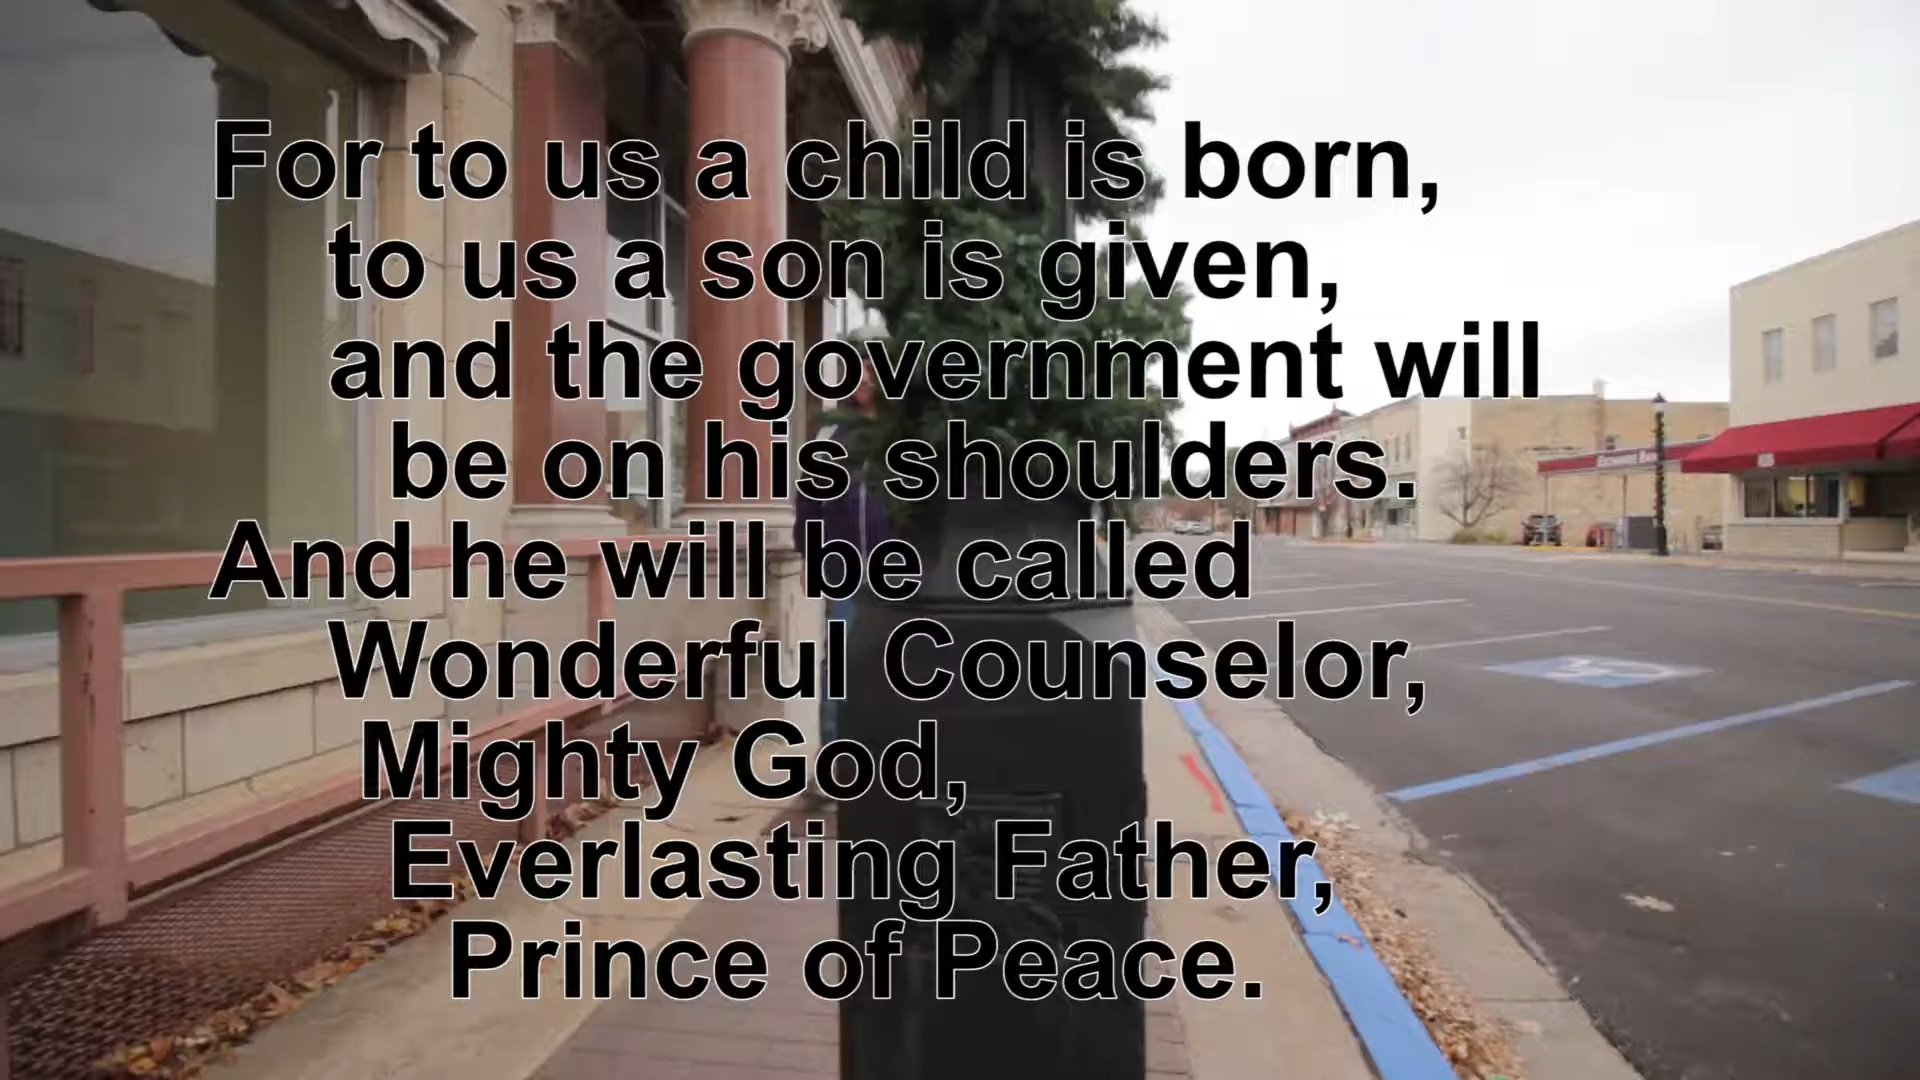 For to us a child is born,
to us a son is given,
and the government will
be on his shoulders.
And he will be called
Wonderful Counselor,
Mighty God,
Everlasting Father,
Prince of Peace.